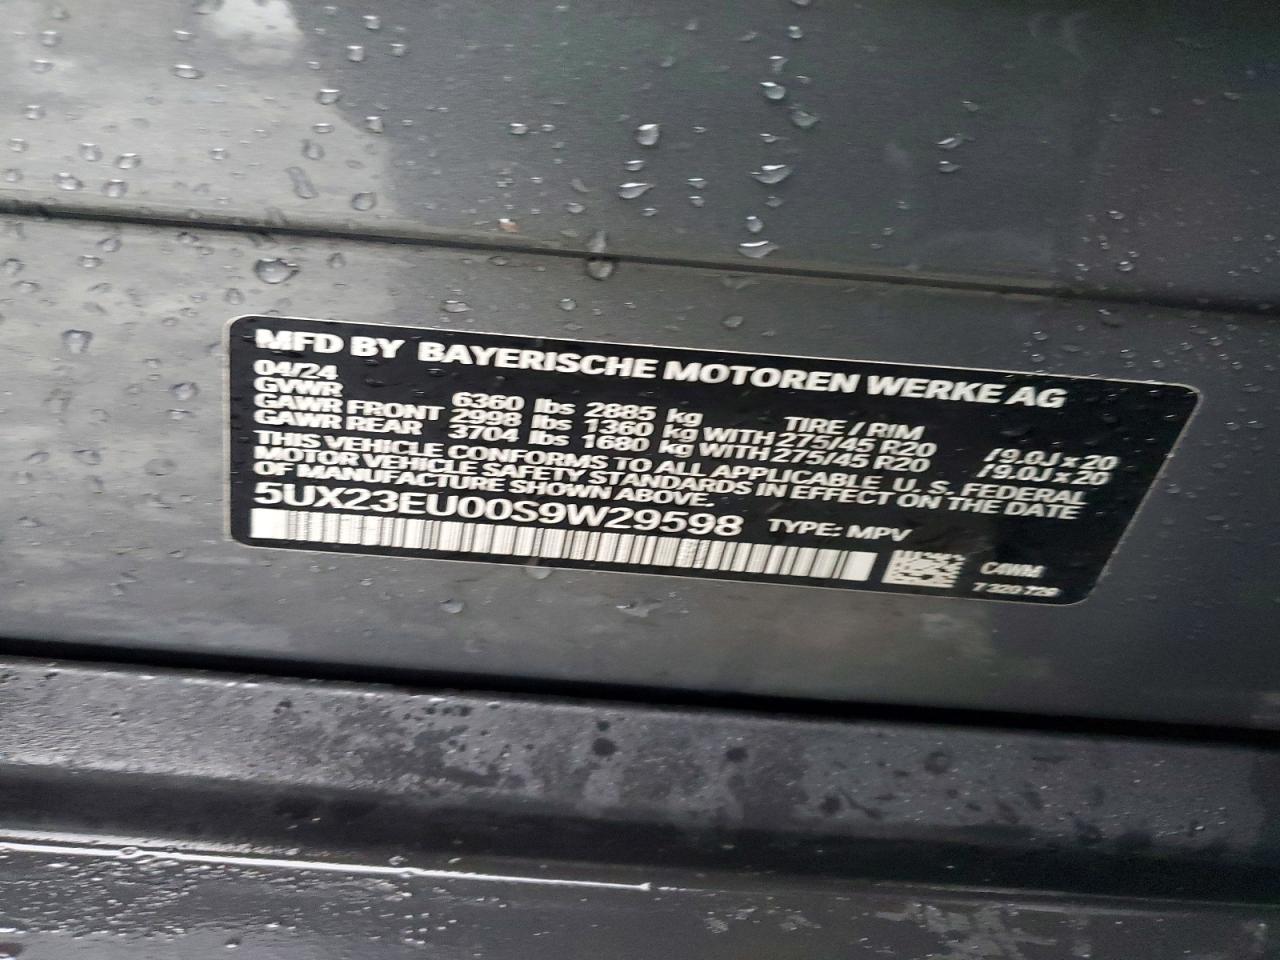 MFD BY BAYERISCHE MOTOREN WERKE AG
04/24
GVWR 6360 lbs 2885 kg TIRE / RIM
GAWR FRONT 2998 lbs 1360 kg WITH 275/45 R20 /9.0J x 20
GAWR REAR 3704 lbs 1680 kg WITH 275/45 R20 /9.0J x 20
THIS VEHICLE CONFORMS TO ALL APPLICABLE U. S. FEDERAL
MOTOR VEHICLE SAFETY STANDARDS IN EFFECT ON THE DATE
OF MANUFACTURE SHOWN ABOVE.
5UX23EU00S9W29598 TYPE: MPV
C4WM
7 320 729